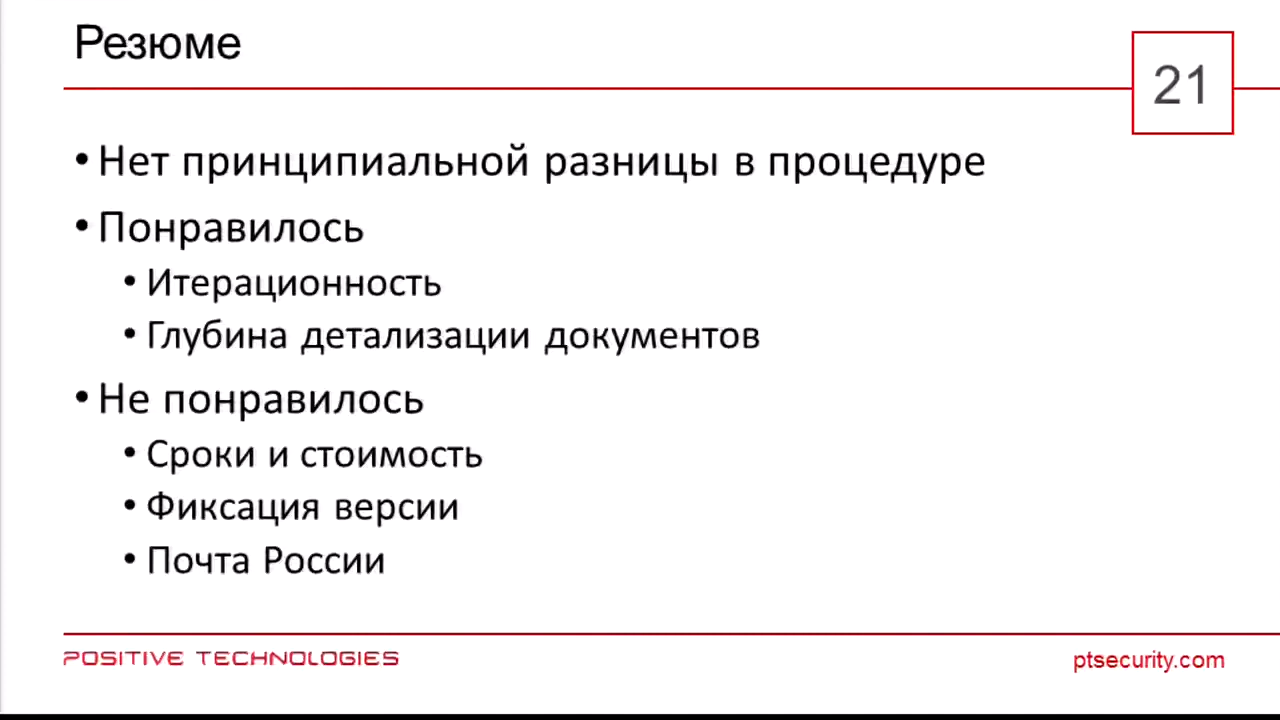 Резюме
21
• Нет принципиальной разницы в процедуре
• Понравилось
• Итерационность
• Глубина детализации документов
• Не понравилось
• Сроки и стоимость
• Фиксация версии
• Почта России
POSITIVE TECHNOLOGIES
ptsecurity.com